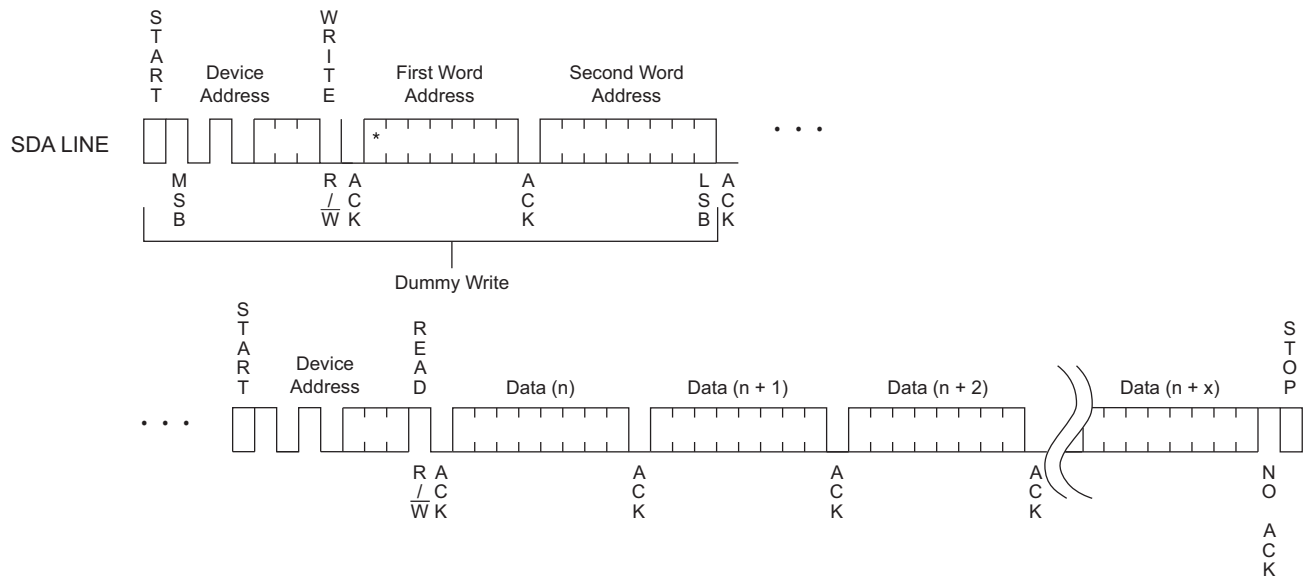 START
WRITE
Device
Address
First Word
Address
Second Word
Address
SDA LINE
*
. . .
MSB
R/W
ACK
ACK
LSB
ACK
Dummy Write
START
READ
STOP
Device
Address
Data (n)
Data (n + 1)
Data (n + 2)
Data (n + x)
. . .
R/W
ACK
ACK
ACK
ACK
NO ACK